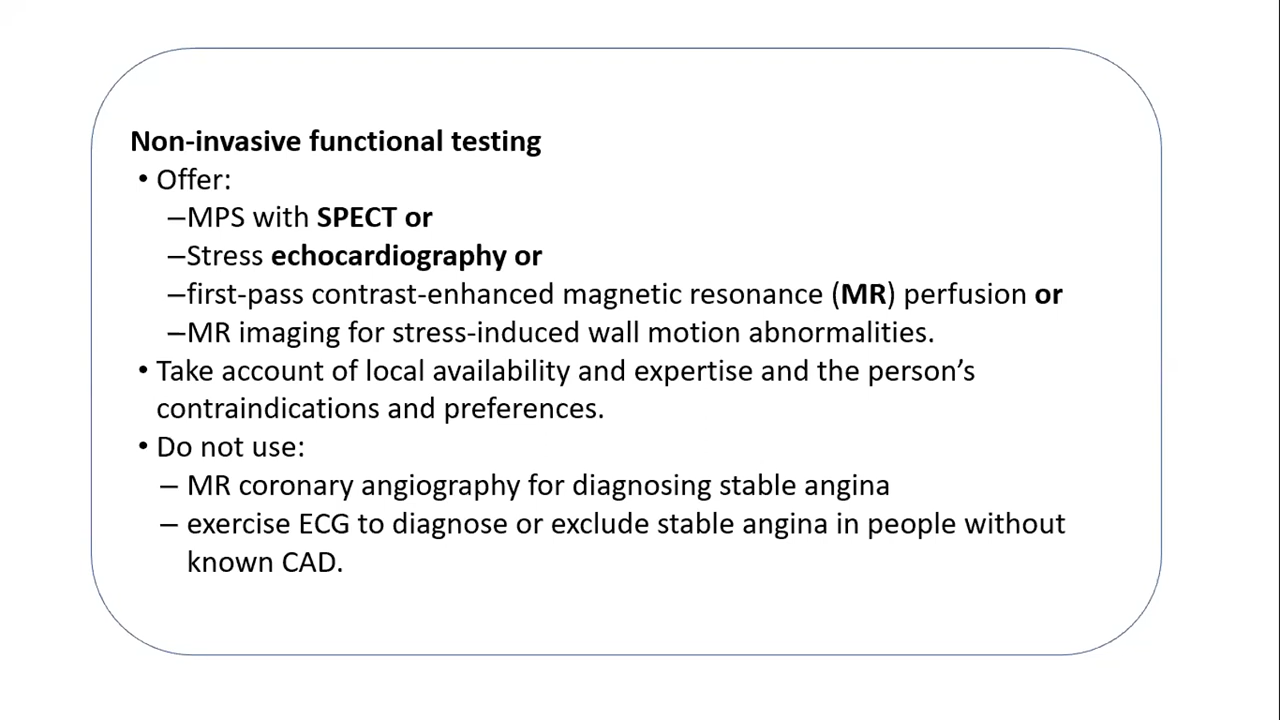 Non-invasive functional testing
• Offer:
–MPS with SPECT or
–Stress echocardiography or
–first-pass contrast-enhanced magnetic resonance (MR) perfusion or
–MR imaging for stress-induced wall motion abnormalities.
• Take account of local availability and expertise and the person’s
contraindications and preferences.
• Do not use:
– MR coronary angiography for diagnosing stable angina
– exercise ECG to diagnose or exclude stable angina in people without
known CAD.